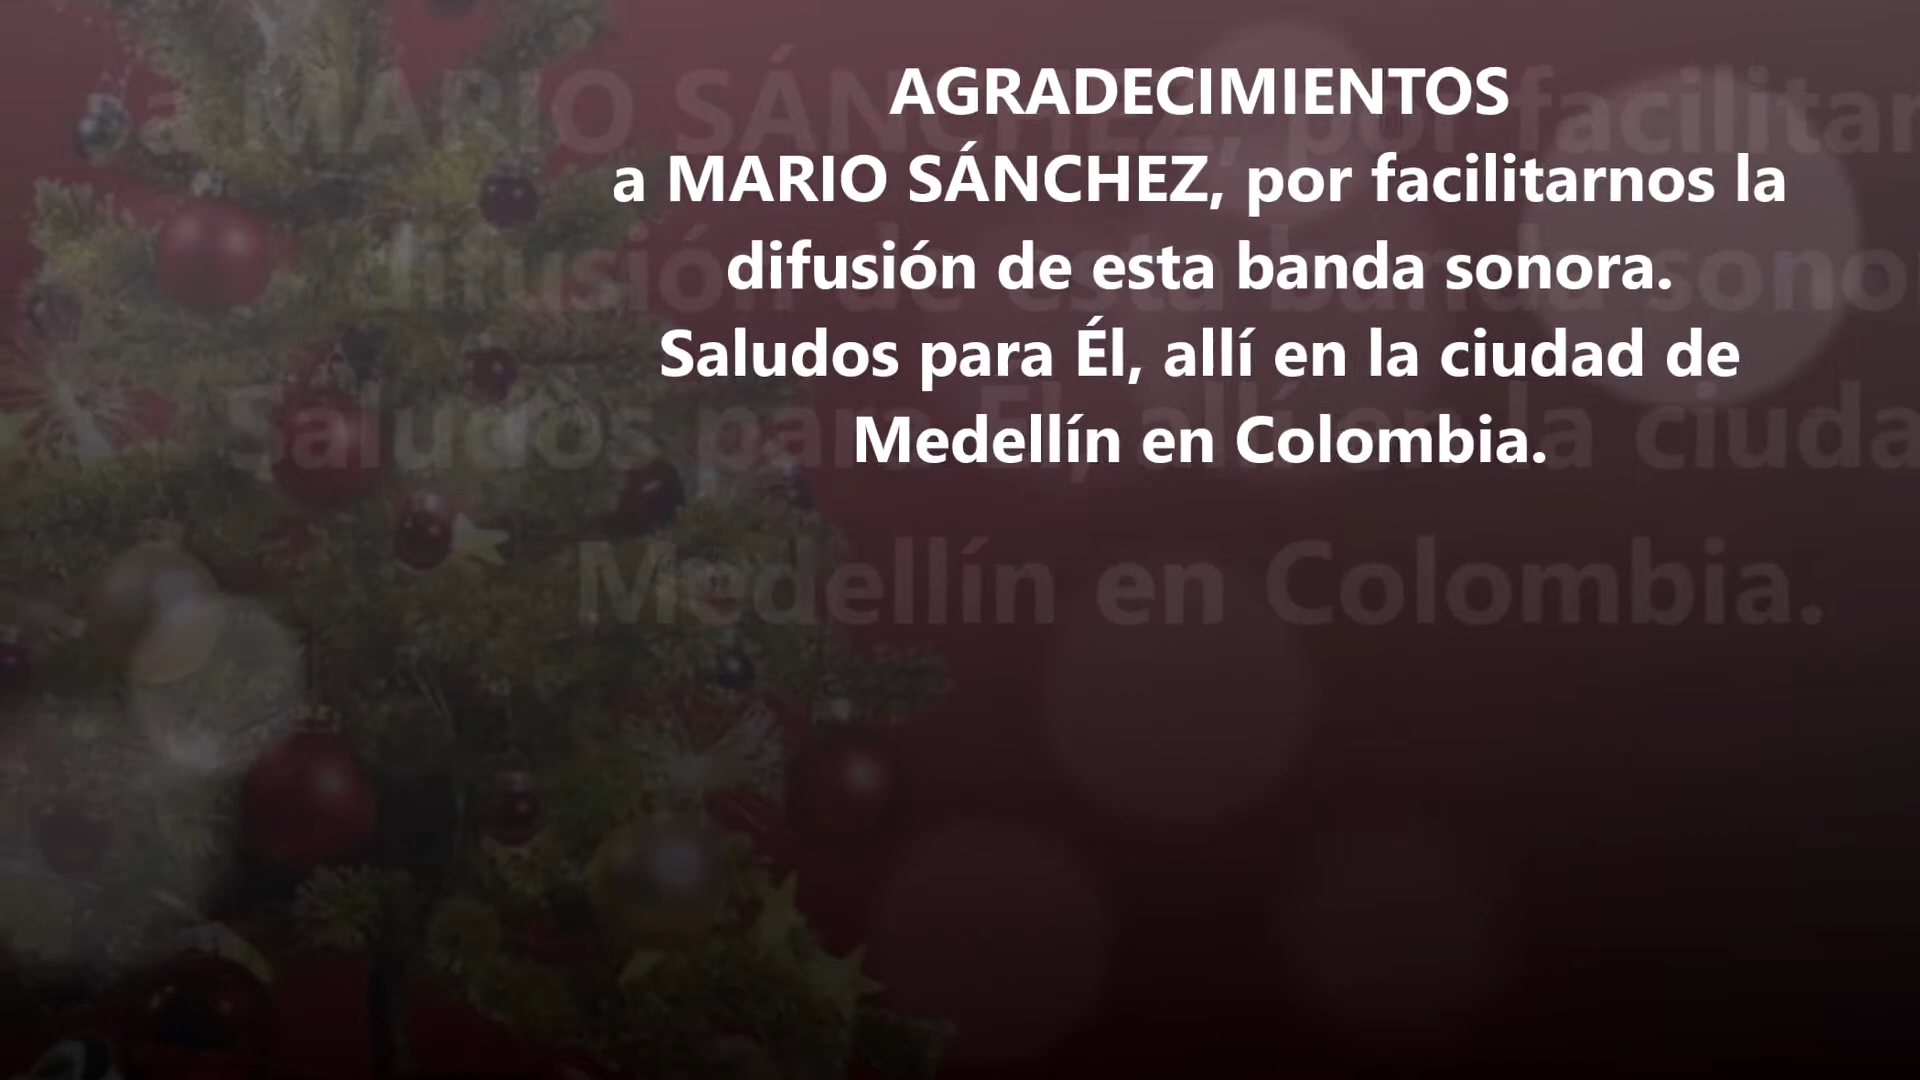 AGRADECIMIENTOS
a MARIO SÁNCHEZ, por facilitarnos la
difusión de esta banda sonora.
Saludos para Él, allí en la ciudad de
Medellín en Colombia.